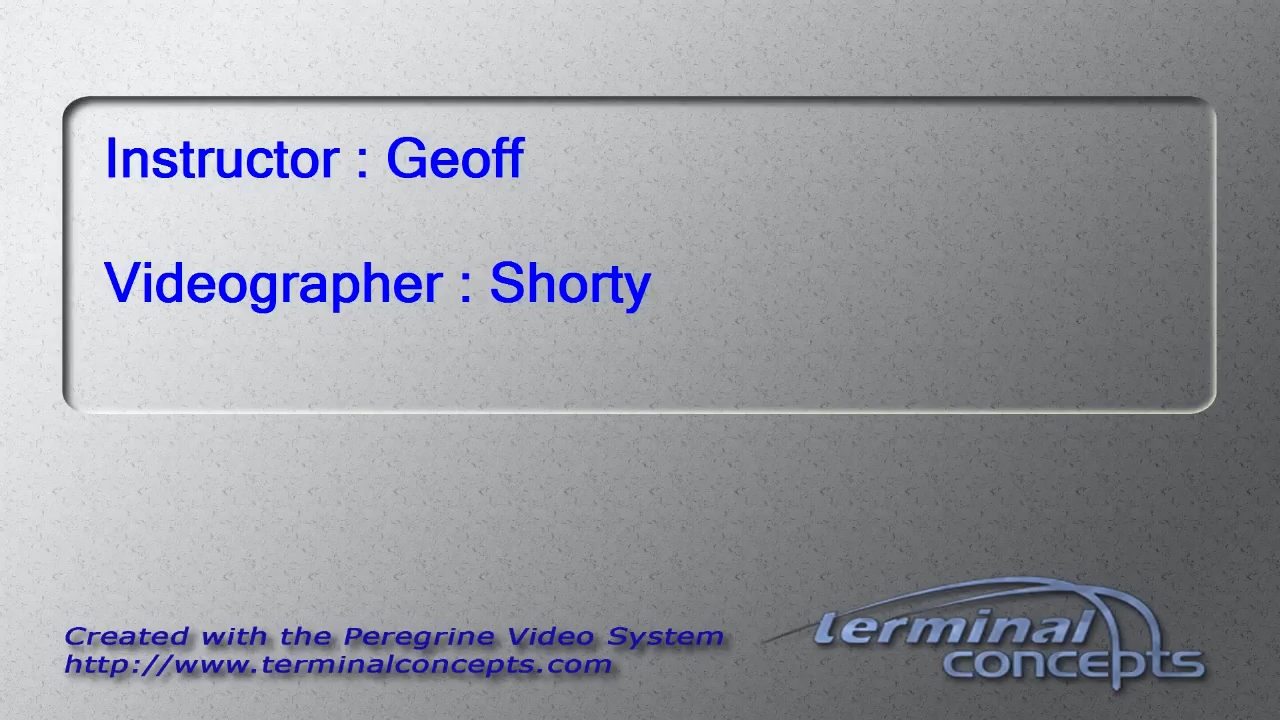 Instructor : Geoff
Videographer : Shorty
Created with the Peregrine Video System
http://www.terminalconcepts.com
terminal
concepts